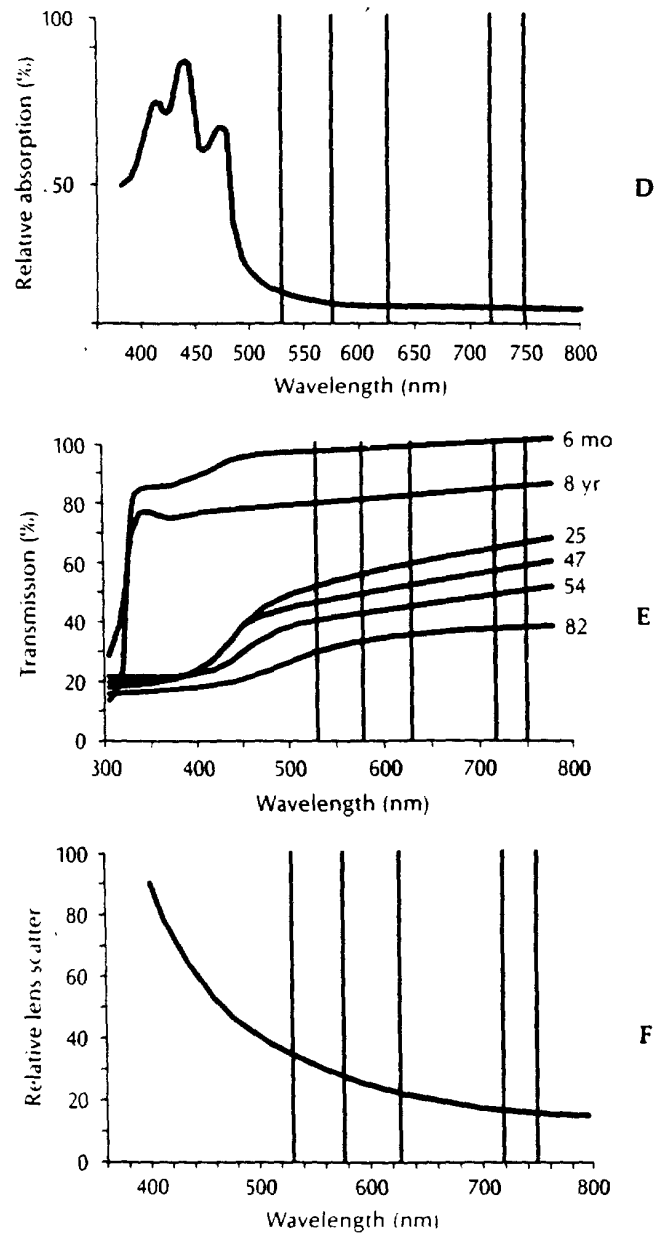 100
50
Relative absorption (%)
400 450 500 550 600 650 700 750 800
Wavelength (nm)
D
100
80
60
40
20
0
Transmission (%)
6 mo
8 yr
25
47
54
82
300 400 500 600 700 800
Wavelength (nm)
E
100
80
60
40
20
0
Relative lens scatter
400 500 600 700 800
Wavelength (nm)
F